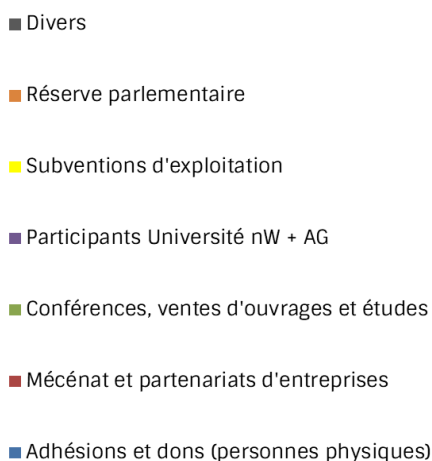 Divers
Réserve parlementaire
Subventions d'exploitation
Participants Université nW + AG
Conférences, ventes d'ouvrages et études
Mécénat et partenariats d'entreprises
Adhésions et dons (personnes physiques)